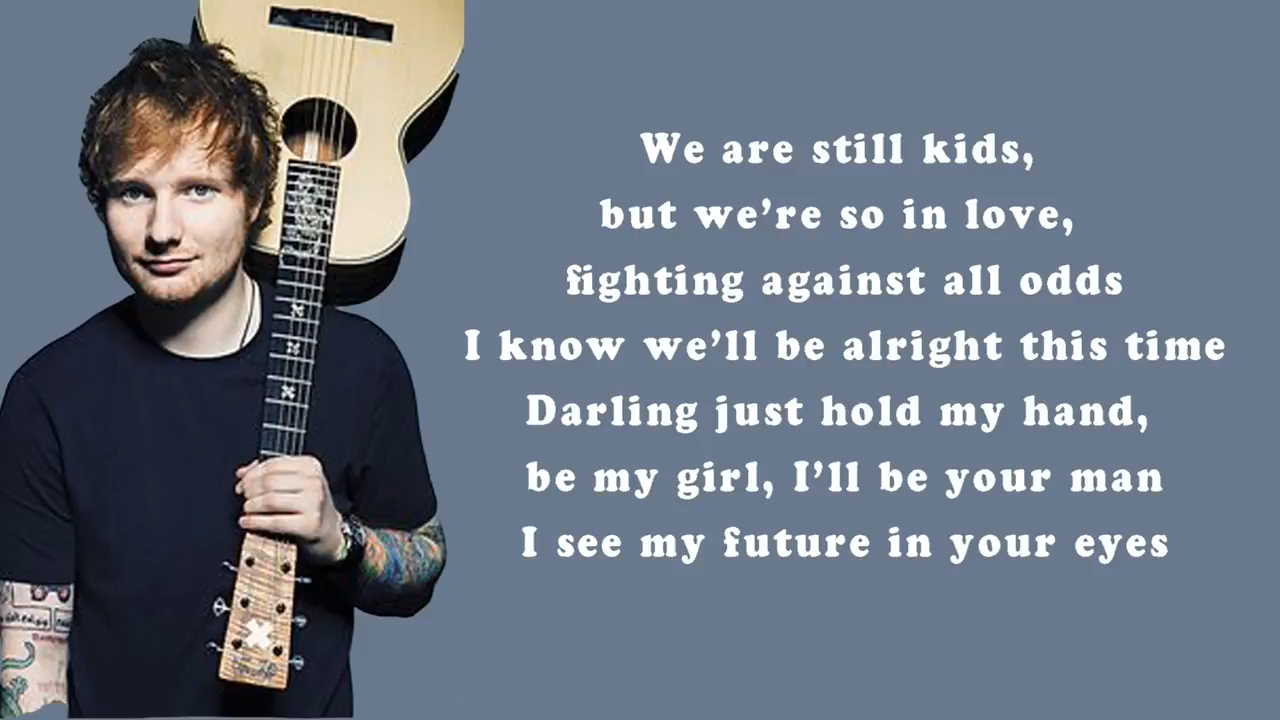 We are still kids,
but we're so in love,
fighting against all odds
I know we'll be alright this time
Darling just hold my hand,
be my girl, I'll be your man
I see my future in your eyes